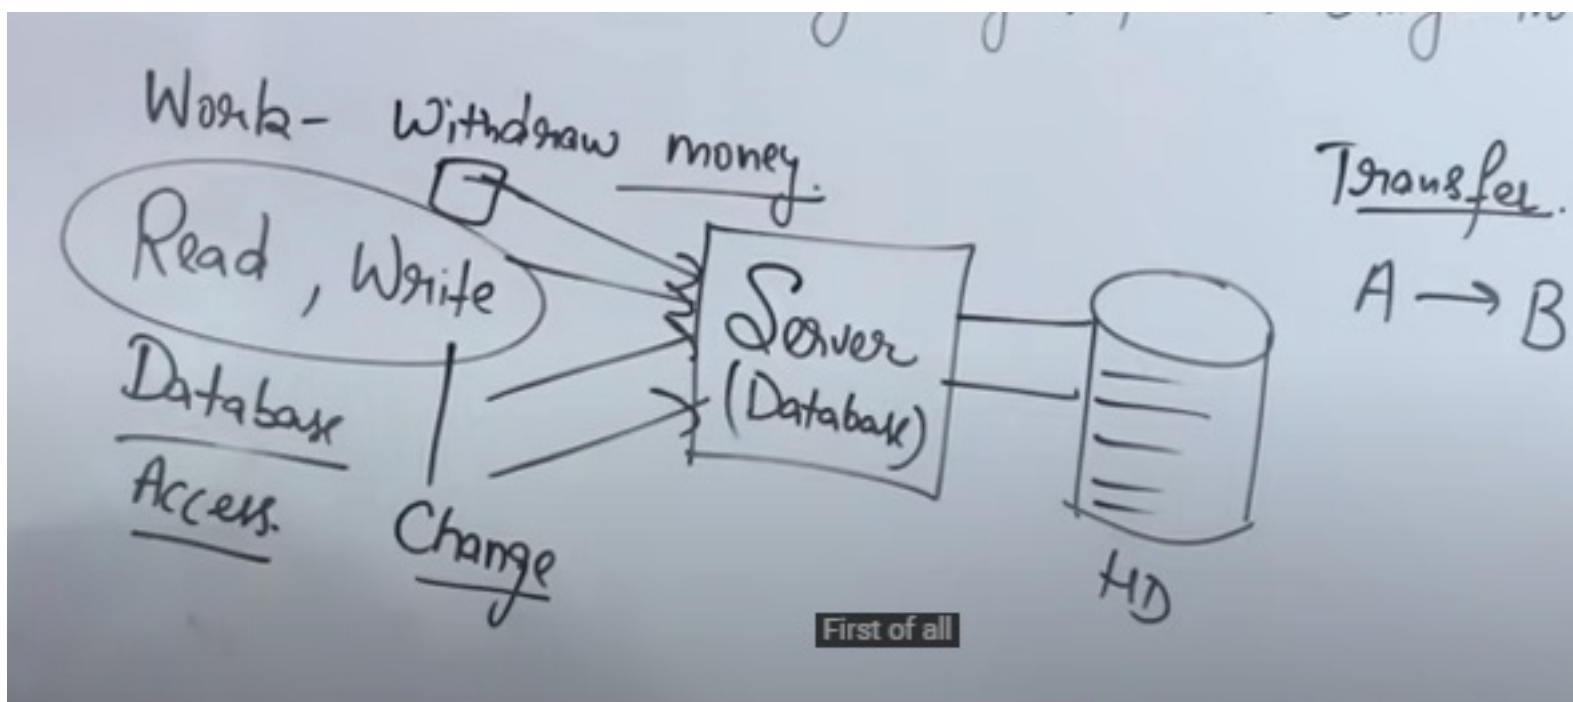 Work - Withdraw money.
Read, Write
Database
Access.
Change
Server
(Database)
HD
Transfer.
A → B
First of all